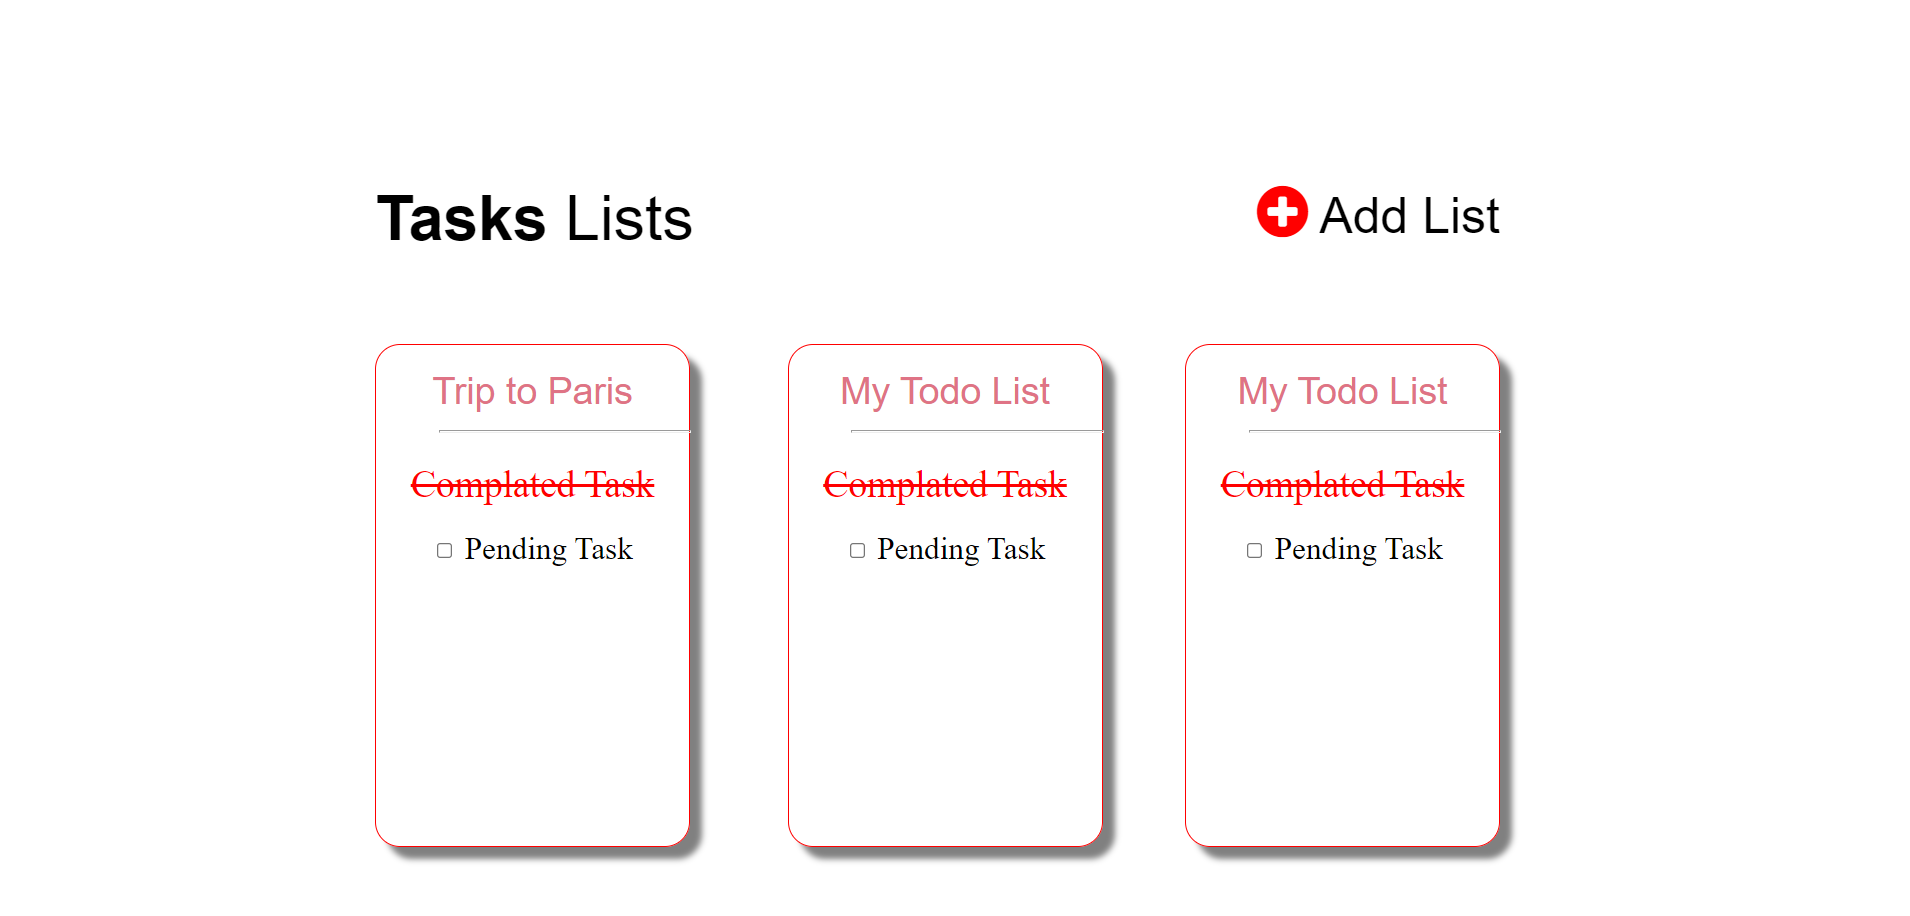 Tasks Lists
Add List
Trip to Paris
Complated Task
Pending Task
My Todo List
Complated Task
Pending Task
My Todo List
Complated Task
Pending Task